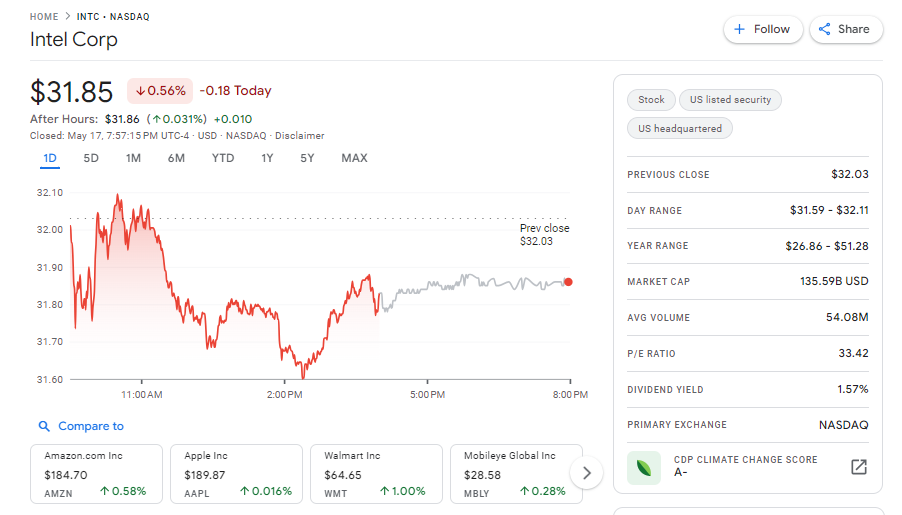 HOME > INTC • NASDAQ
Intel Corp
+ Follow
Share
$31.85 ↓0.56% -0.18 Today
After Hours: $31.86 (↑0.031%) +0.010
Closed: May 17, 7:57:15 PM UTC-4 · USD · NASDAQ · Disclaimer
1D 5D 1M 6M YTD 1Y 5Y MAX
32.10
32.00
31.90
31.80
31.70
31.60
Prev close
$32.03
11:00 AM 2:00 PM 5:00 PM 8:00 PM
Compare to
Amazon.com Inc
$184.70
AMZN ↑0.58%
Apple Inc
$189.87
AAPL ↑0.016%
Walmart Inc
$64.65
WMT ↑1.00%
Mobileye Global Inc
$28.58
MBLY ↑0.28%
Stock
US listed security
US headquartered
PREVIOUS CLOSE $32.03
DAY RANGE $31.59 - $32.11
YEAR RANGE $26.86 - $51.28
MARKET CAP 135.59B USD
AVG VOLUME 54.08M
P/E RATIO 33.42
DIVIDEND YIELD 1.57%
PRIMARY EXCHANGE NASDAQ
CDP CLIMATE CHANGE SCORE
A-